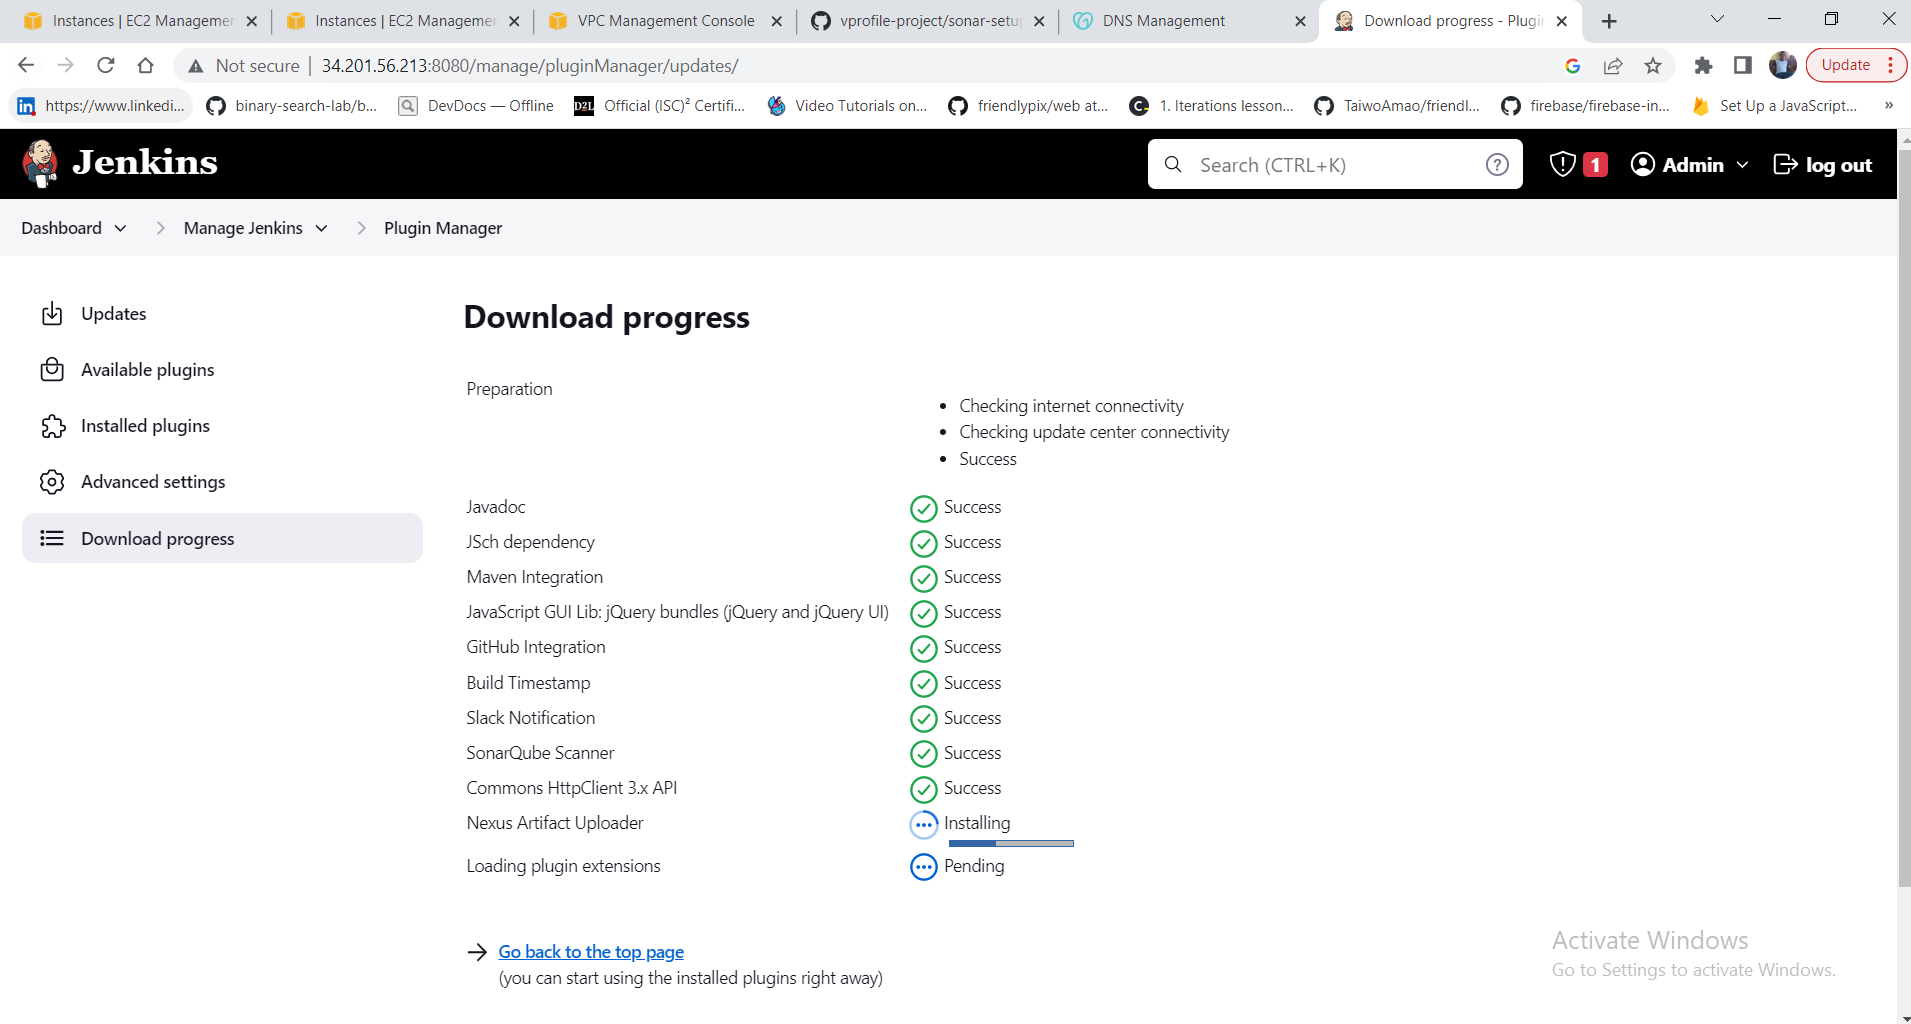 Instances | EC2 Managemen
Instances | EC2 Managemen
VPC Management Console
vprofile-project/sonar-setup
DNS Management
Download progress - Plugin
Not secure | 34.201.56.213:8080/manage/pluginManager/updates/
Update
https://www.linkedi...
binary-search-lab/b...
DevDocs — Offline
D2L Official (ISC)² Certifi...
Video Tutorials on...
friendlypix/web at...
1. Iterations lesson...
TaiwoAmao/friendl...
firebase/firebase-in...
Set Up a JavaScript...
»
Jenkins
Search (CTRL+K)
1
Admin
log out
Dashboard
Manage Jenkins
Plugin Manager
Updates
Available plugins
Installed plugins
Advanced settings
Download progress
Download progress
Preparation
• Checking internet connectivity
• Checking update center connectivity
• Success
Javadoc Success
JSch dependency Success
Maven Integration Success
JavaScript GUI Lib: jQuery bundles (jQuery and jQuery UI) Success
GitHub Integration Success
Build Timestamp Success
Slack Notification Success
SonarQube Scanner Success
Commons HttpClient 3.x API Success
Nexus Artifact Uploader Installing
Loading plugin extensions Pending
Go back to the top page
(you can start using the installed plugins right away)
Activate Windows
Go to Settings to activate Windows.